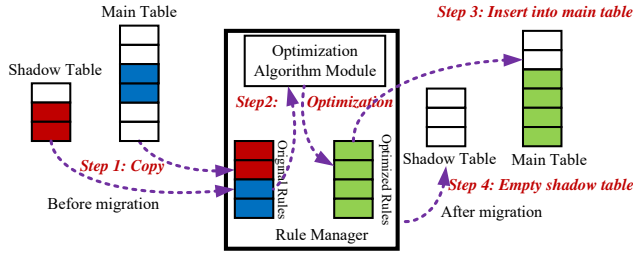 Main Table
Shadow Table
Step 1: Copy
Before migration
Optimization
Algorithm Module
Step2:
Optimization
Original Rules
Optimized Rules
Rule Manager
Step 3: Insert into main table
Shadow Table
Main Table
Step 4: Empty shadow table
After migration